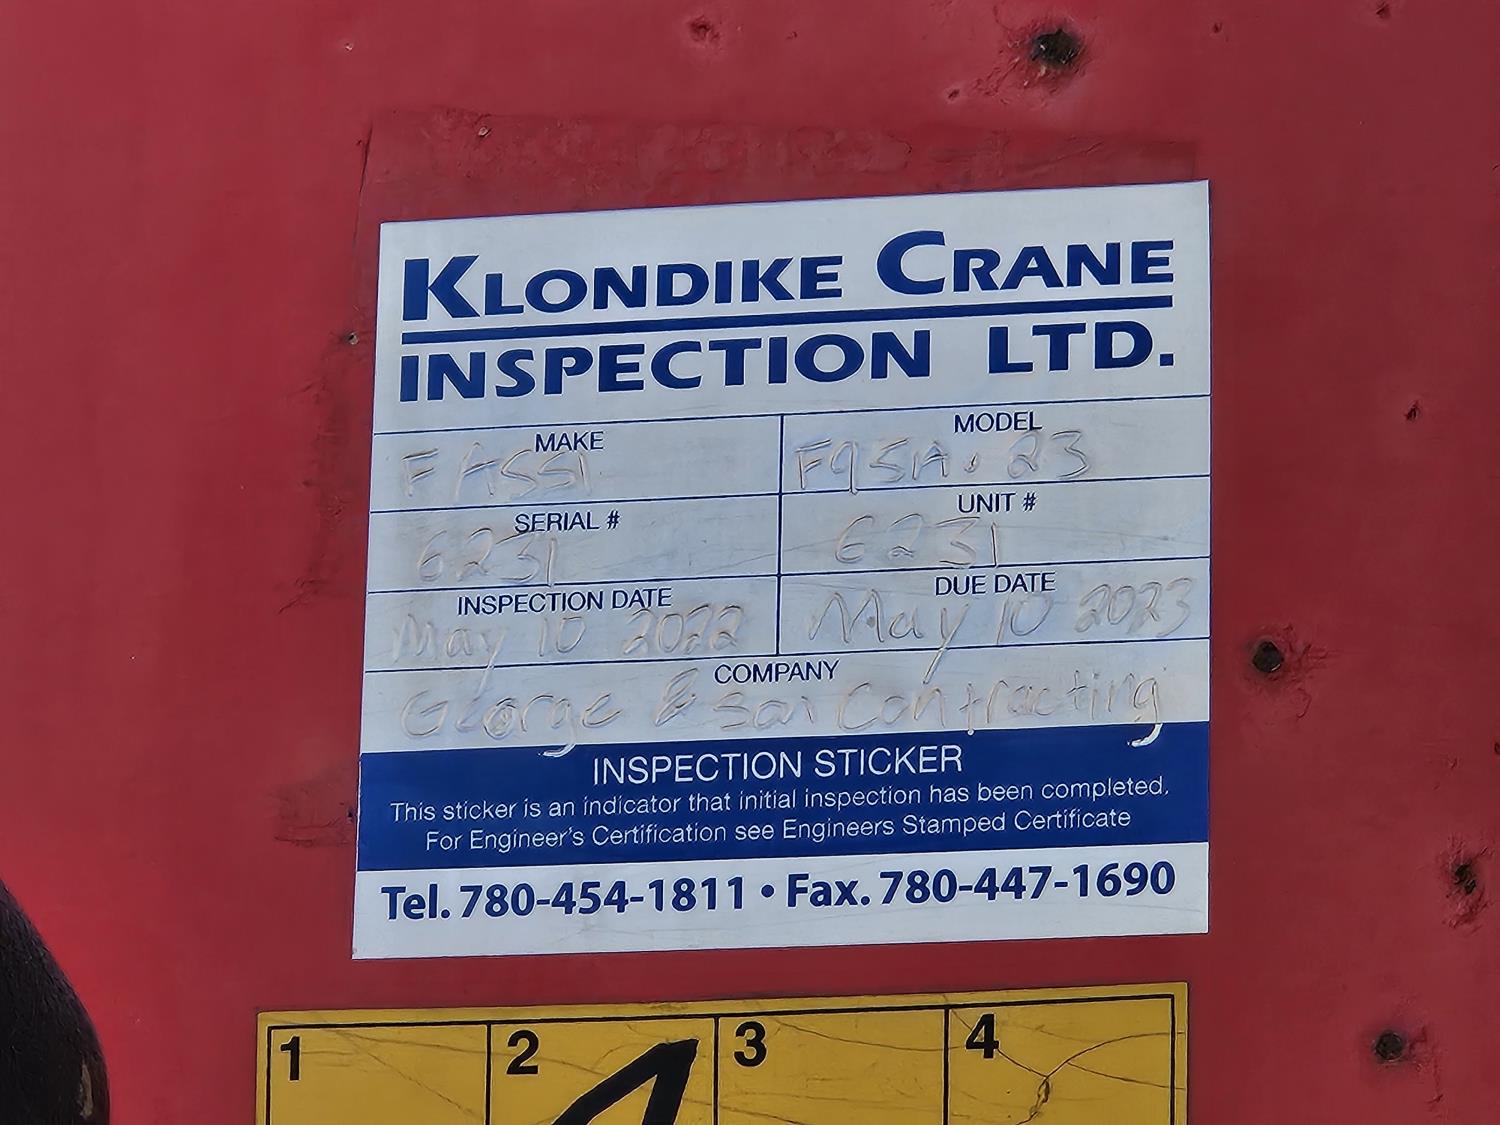 KLONDIKE CRANE
INSPECTION LTD.
MAKE
FASSI
MODEL
F95A.23
SERIAL #
6231
UNIT #
6231
INSPECTION DATE
May 10 2022
DUE DATE
May 10 2023
COMPANY
George & Son Contracting
INSPECTION STICKER
This sticker is an indicator that initial inspection has been completed.
For Engineer's Certification see Engineers Stamped Certificate
Tel. 780-454-1811 • Fax. 780-447-1690
1 2 3 4